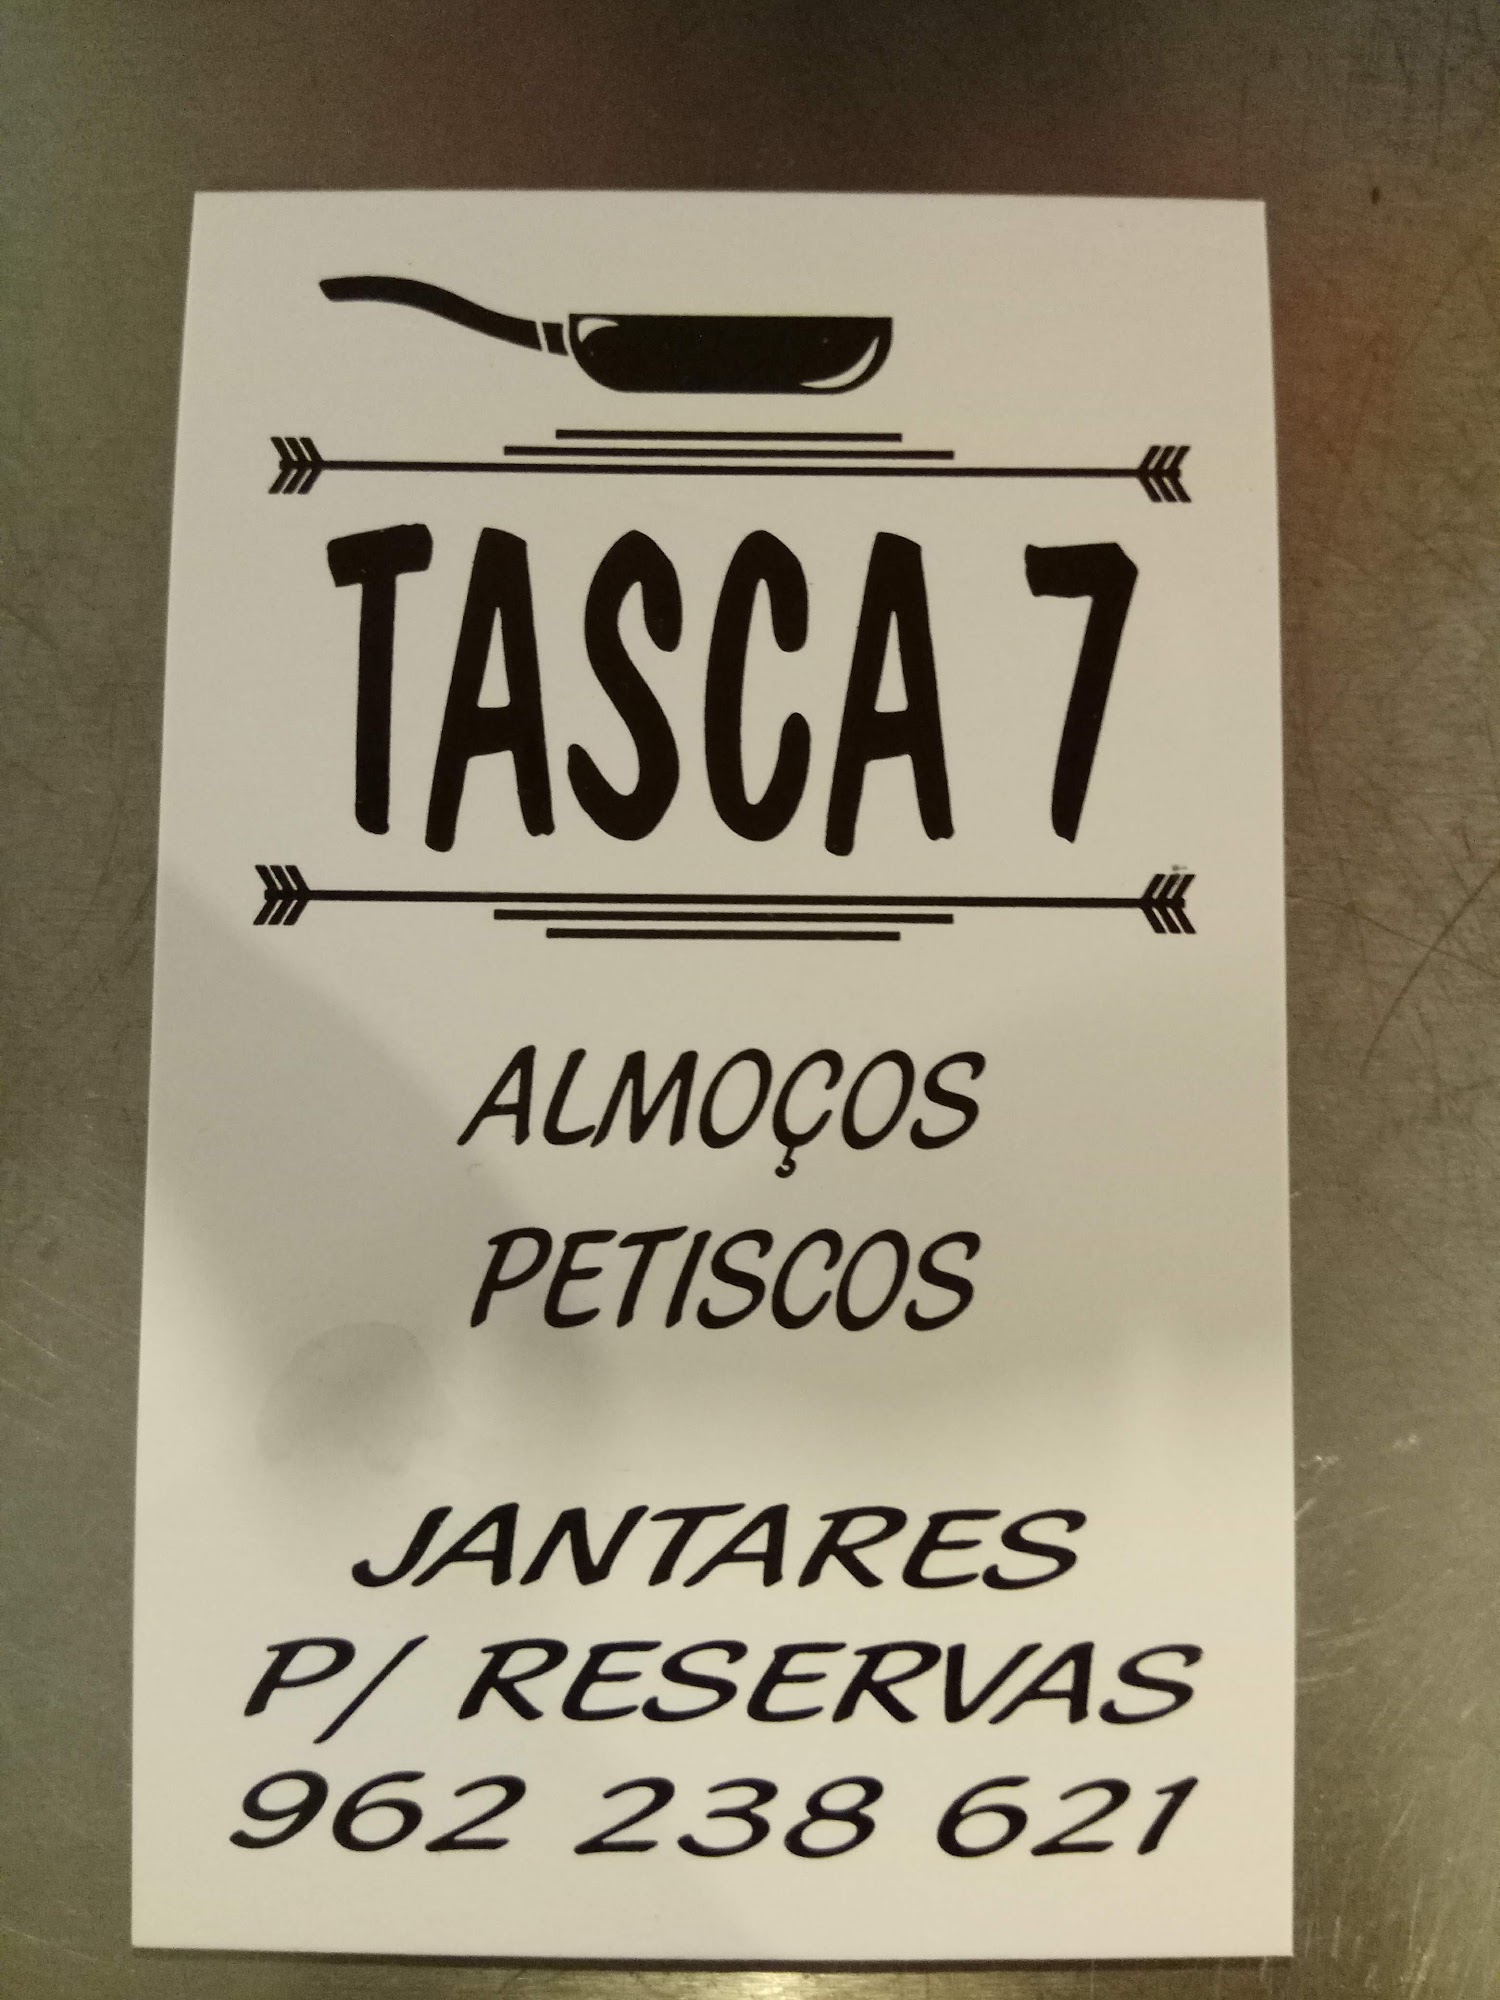 TASCA 7
ALMOÇOS
PETISCOS
JANTARES
P/ RESERVAS
962 238 621